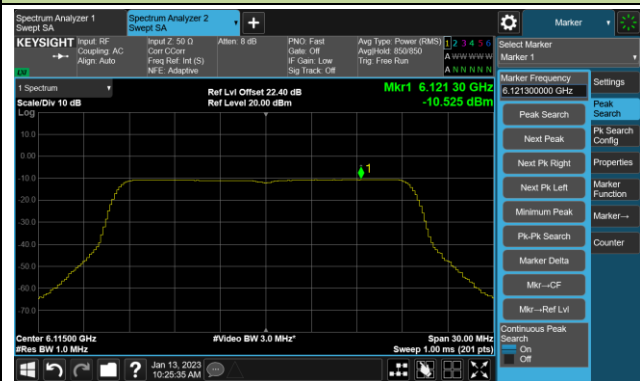 Spectrum Analyzer 1
Swept SA
Spectrum Analyzer 2
Swept SA
+
Marker
KEYSIGHT
Input: RF
Coupling: AC
Align: Auto
Input Z: 50 Ω
Corr CCorr
Freq Ref: Int (S)
NFE: Adaptive
Atten: 8 dB
PNO: Fast
Gate: Off
IF Gain: Low
Sig Track: Off
Avg Type: Power (RMS)
Avg|Hold: 850/850
Trig: Free Run
1 2 3 4 5 6
A W W W W W
A N N N N N
Select Marker
Marker 1
LXI
1 Spectrum
Scale/Div 10 dB
Log
Ref Lvl Offset 22.40 dB
Ref Level 20.00 dBm
Mkr1 6.121 30 GHz
-10.525 dBm
10.0
0.00
-10.0
-20.0
-30.0
-40.0
-50.0
-60.0
-70.0
1
Center 6.11500 GHz
#Res BW 1.0 MHz
#Video BW 3.0 MHz*
Span 30.00 MHz
Sweep 1.00 ms (201 pts)
Marker Frequency
6.121300000 GHz
Peak Search
Next Peak
Next Pk Right
Next Pk Left
Minimum Peak
Pk-Pk Search
Marker Delta
Mkr→CF
Mkr→Ref Lvl
Continuous Peak
Search
On
Off
Settings
Peak
Search
Pk Search
Config
Properties
Marker
Function
Marker→
Counter
?
Jan 13, 2023
10:25:35 AM